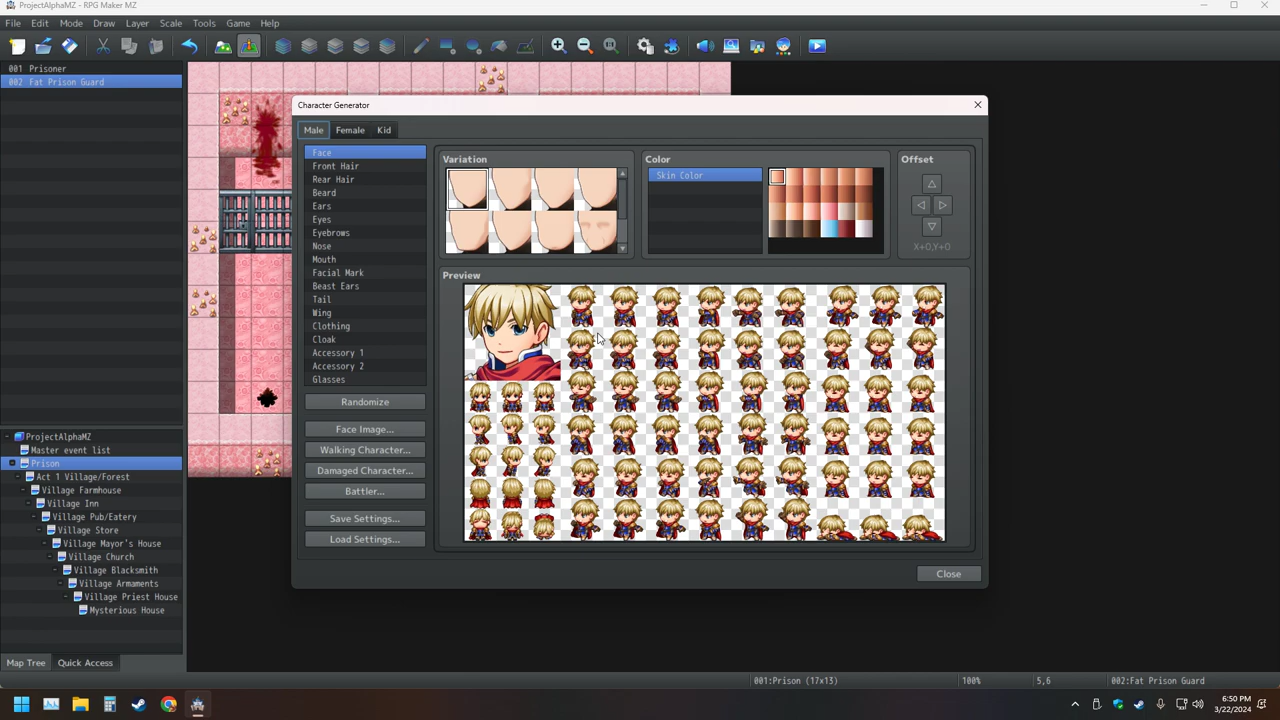 ProjectAlphaMZ - RPG Maker MZ
File Edit Mode Draw Layer Scale Tools Game Help
001 Prisoner
002 Fat Prison Guard
Character Generator
Male Female Kid
Face
Front Hair
Rear Hair
Beard
Ears
Eyes
Eyebrows
Nose
Mouth
Facial Mark
Beast Ears
Tail
Wing
Clothing
Cloak
Accessory 1
Accessory 2
Glasses
Randomize
Face Image...
Walking Character...
Damaged Character...
Battler...
Save Settings...
Load Settings...
Variation
Color
Skin Color
Offset
X+0,Y+0
Preview
Close
ProjectAlphaMZ
Master event list
Prison
Act 1 Village/Forest
Village Farmhouse
Village Inn
Village Pub/Eatery
Village Store
Village Mayor's House
Village Church
Village Blacksmith
Village Armaments
Village Priest House
Mysterious House
Map Tree Quick Access
001:Prison (17x13) 100% 5,6 002:Fat Prison Guard
6:50 PM
3/22/2024